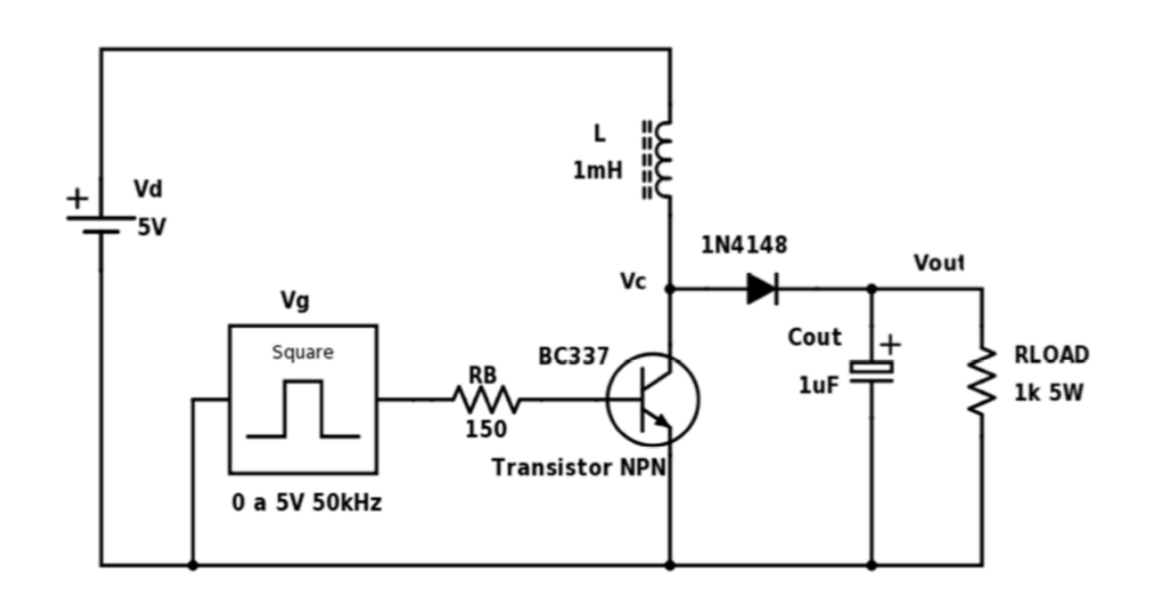 L
1mH
+
Vd
5V
1N4148
Vout
Vc
Vg
Square
Cout
+
1uF
BC337
RLOAD
1k 5W
RB
150
Transistor NPN
0 a 5V 50kHz